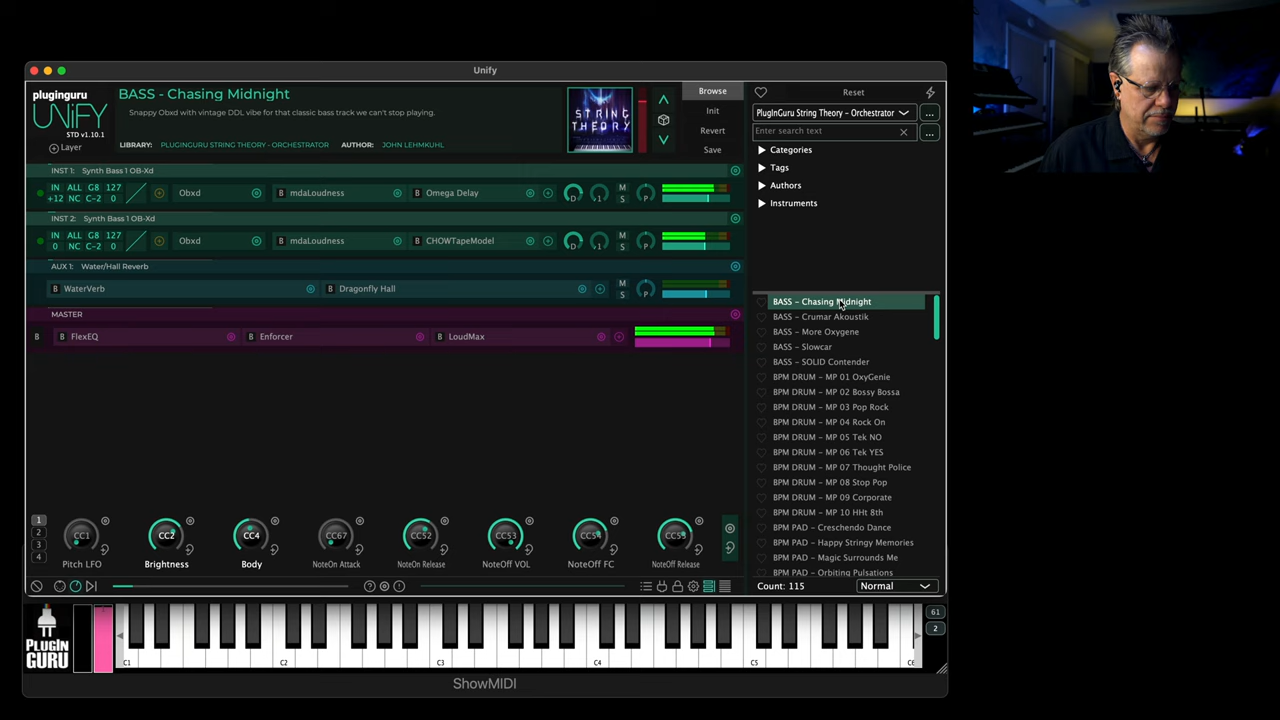 Unify
pluginguru
UNIFY
STD v1.10.1
Layer
BASS - Chasing Midnight
Snappy Obxd with vintage DDL vibe for that classic bass track we can't stop playing.
LIBRARY: PLUGINGURU STRING THEORY - ORCHESTRATOR AUTHOR: JOHN LEHMKUHL
STRING
THEORY
Browse
Init
Revert
Save
Reset
PlugInGuru String Theory - Orchestrator
...
Enter search text
...
Categories
Tags
Authors
Instruments
INST 1: Synth Bass 1 OB-Xd
IN ALL G8 127
+12 NC C-2 0
Obxd
B mdaLoudness
B Omega Delay
D
1
M
S
P
INST 2: Synth Bass 1 OB-Xd
IN ALL G8 127
0 NC C-2 0
Obxd
B mdaLoudness
B CHOWTapeModel
D
1
M
S
P
AUX 1: Water/Hall Reverb
WaterVerb
B Dragonfly Hall
M
S
P
MASTER
B
B FlexEQ
B Enforcer
B LoudMax
BASS - Chasing Midnight
BASS - Crumar Akoustik
BASS - More Oxygene
BASS - Slowcar
BASS - SOLID Contender
BPM DRUM - MP 01 OxyGenie
BPM DRUM - MP 02 Bossy Bossa
BPM DRUM - MP 03 Pop Rock
BPM DRUM - MP 04 Rock On
BPM DRUM - MP 05 Tek NO
BPM DRUM - MP 06 Tek YES
BPM DRUM - MP 07 Thought Police
BPM DRUM - MP 08 Stop Pop
BPM DRUM - MP 09 Corporate
BPM DRUM - MP 10 HHt 8th
BPM PAD - Creschendo Dance
BPM PAD - Happy Stringy Memories
BPM PAD - Magic Surrounds Me
BPM PAD - Orbiting Pulsations
Count: 115
Normal
1
2
3
4
CC1
CC2
CC4
CC67
CC52
CC53
CC54
CC55
Pitch LFO
Brightness
Body
NoteOn Attack
NoteOn Release
NoteOff VOL
NoteOff FC
NoteOff Release
PLUGIN
GURU
C1
C2
C3
C4
C5
C6
61
2
ShowMIDI